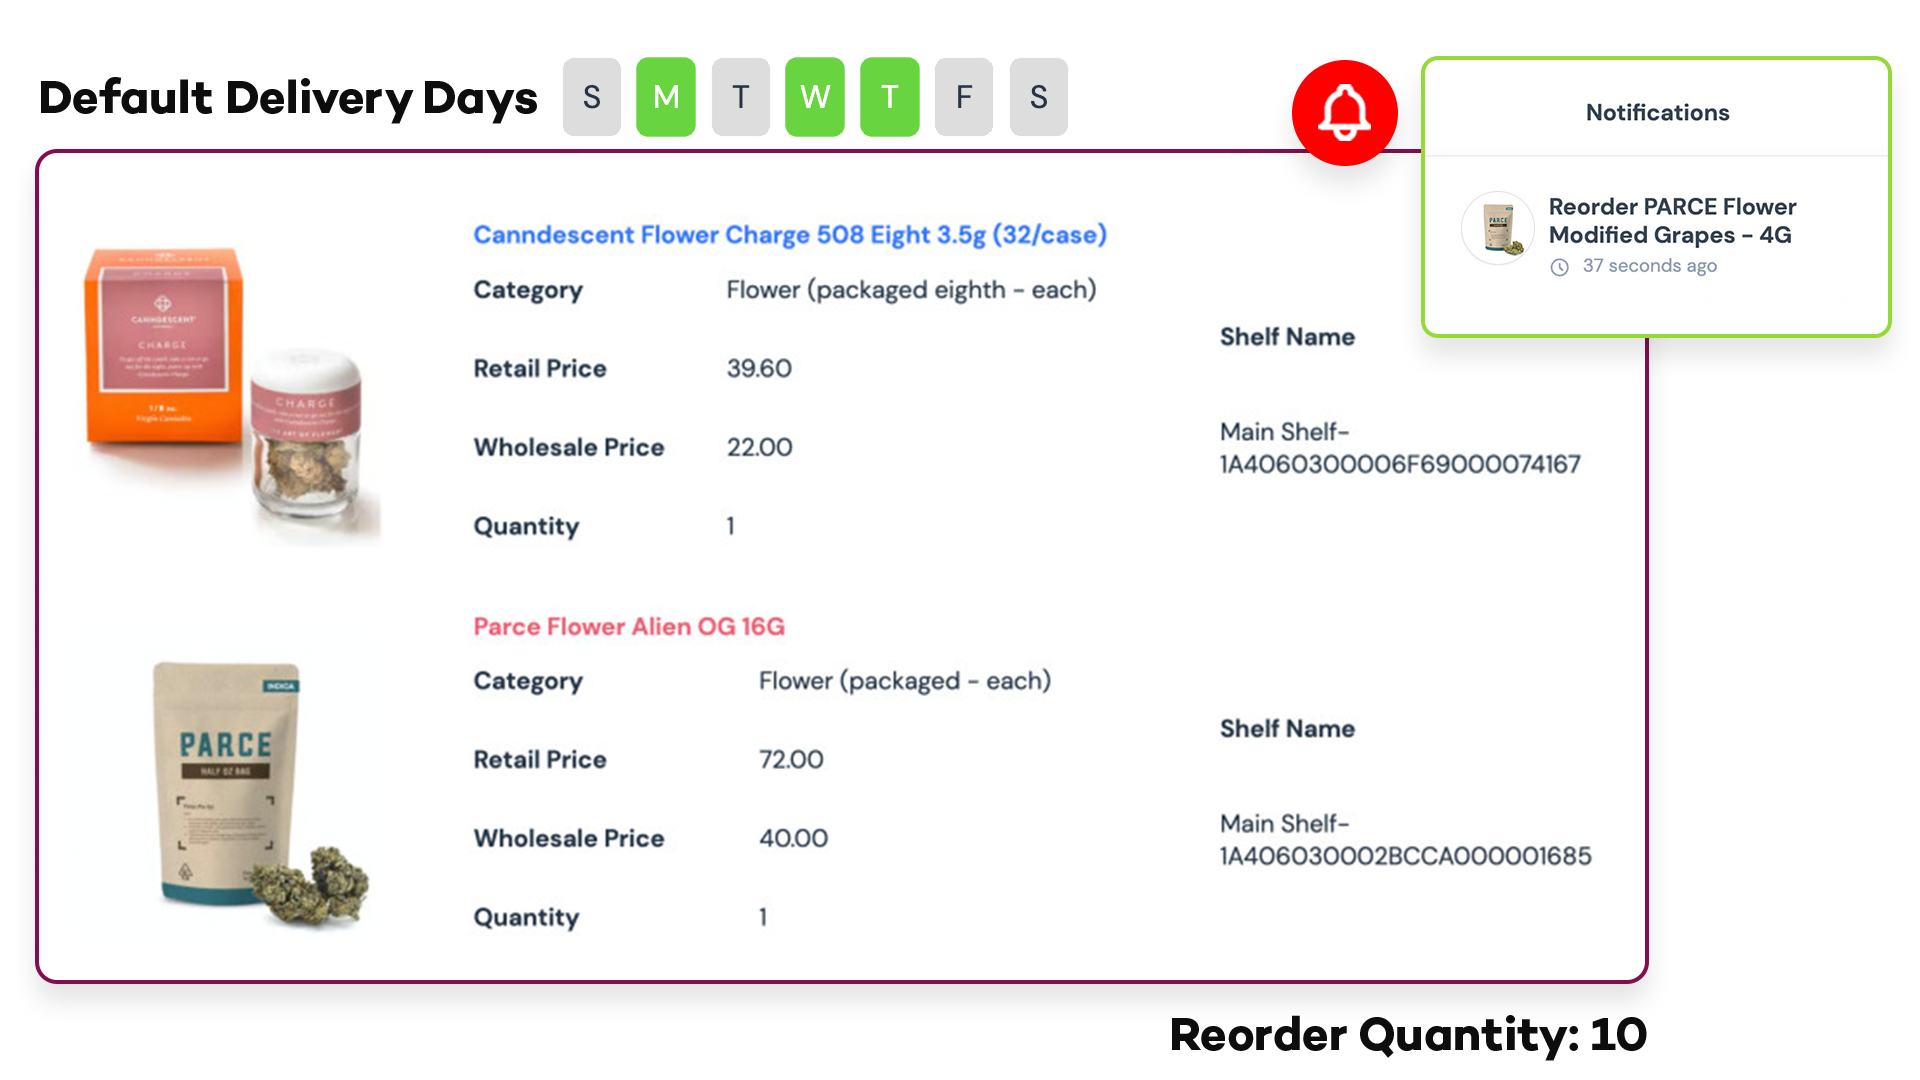 Default Delivery Days
S M T W T F S
Notifications
Reorder PARCE Flower
Modified Grapes - 4G
37 seconds ago
Canndescent Flower Charge 508 Eight 3.5g (32/case)
Category Flower (packaged eighth - each)
Retail Price 39.60
Wholesale Price 22.00
Quantity 1
Shelf Name
Main Shelf-
1A4060300006F69000074167
CANNDESCENT
CHARGE
1/8 oz.
Virgin Cannabis
CHARGE
Parce Flower Alien OG 16G
Category Flower (packaged - each)
Retail Price 72.00
Wholesale Price 40.00
Quantity 1
Shelf Name
Main Shelf-
1A406030002BCCA000001685
INDICA
PARCE
HALF OZ BAG
Reorder Quantity: 10